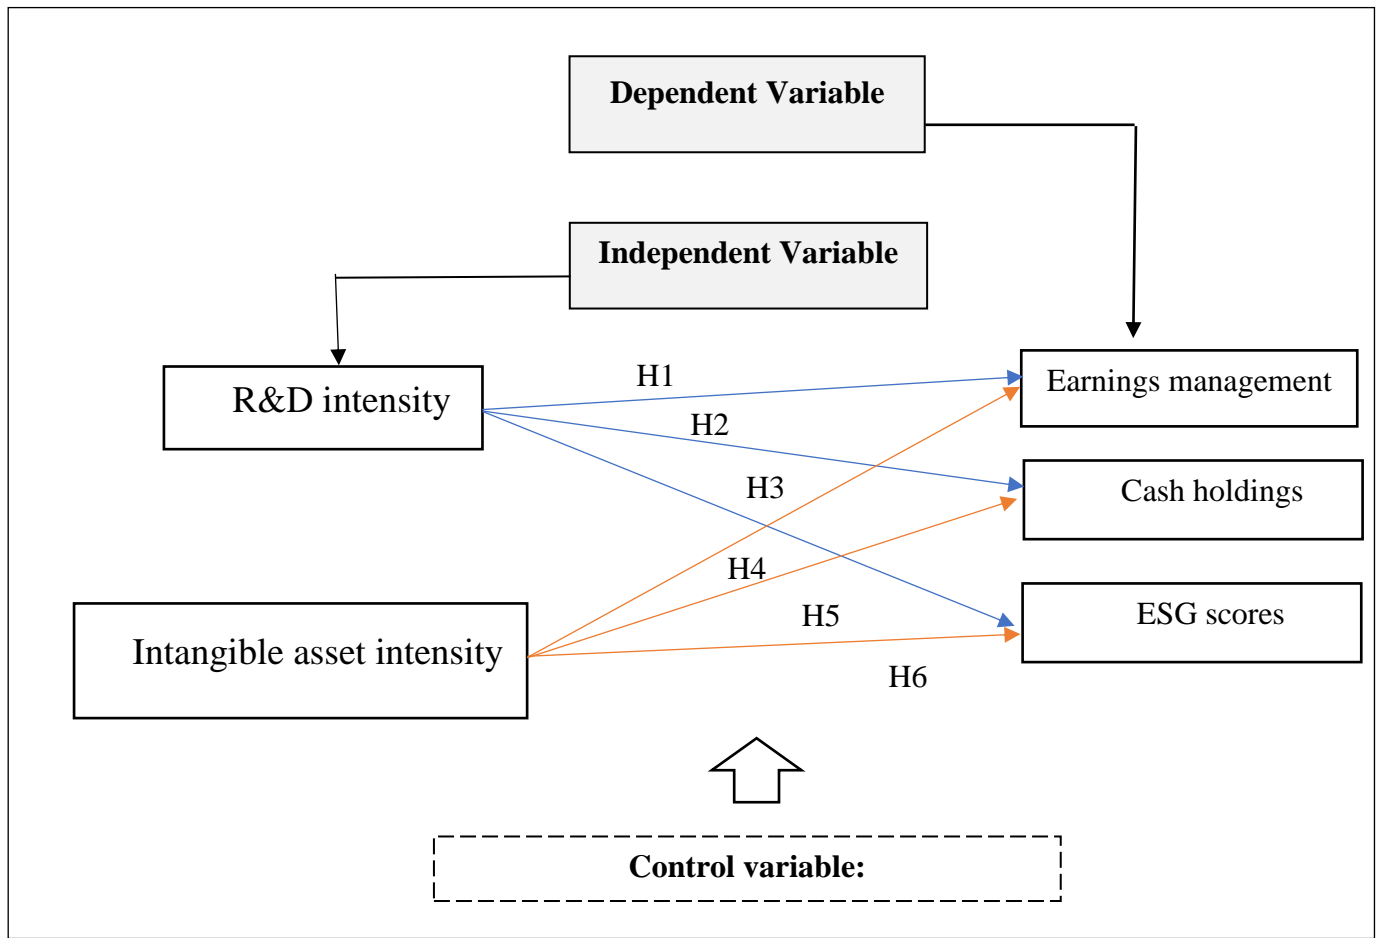 Dependent Variable
Independent Variable
R&D intensity
H1
Earnings management
H2
Cash holdings
H3
H4
ESG scores
H5
Intangible asset intensity
H6
Control variable: